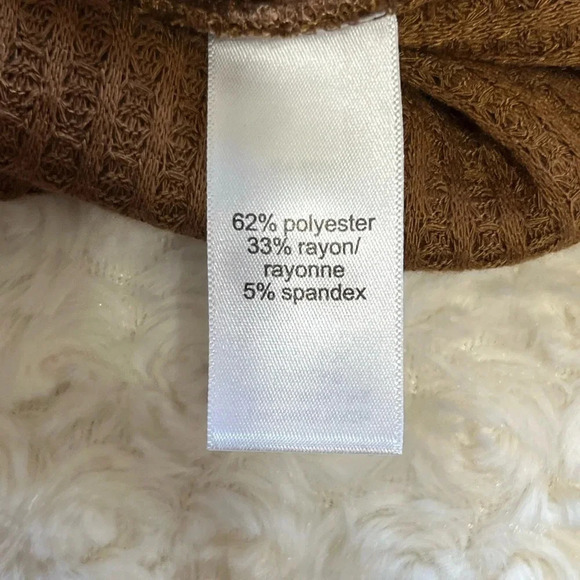 62% polyester
33% rayon/
rayonne
5% spandex